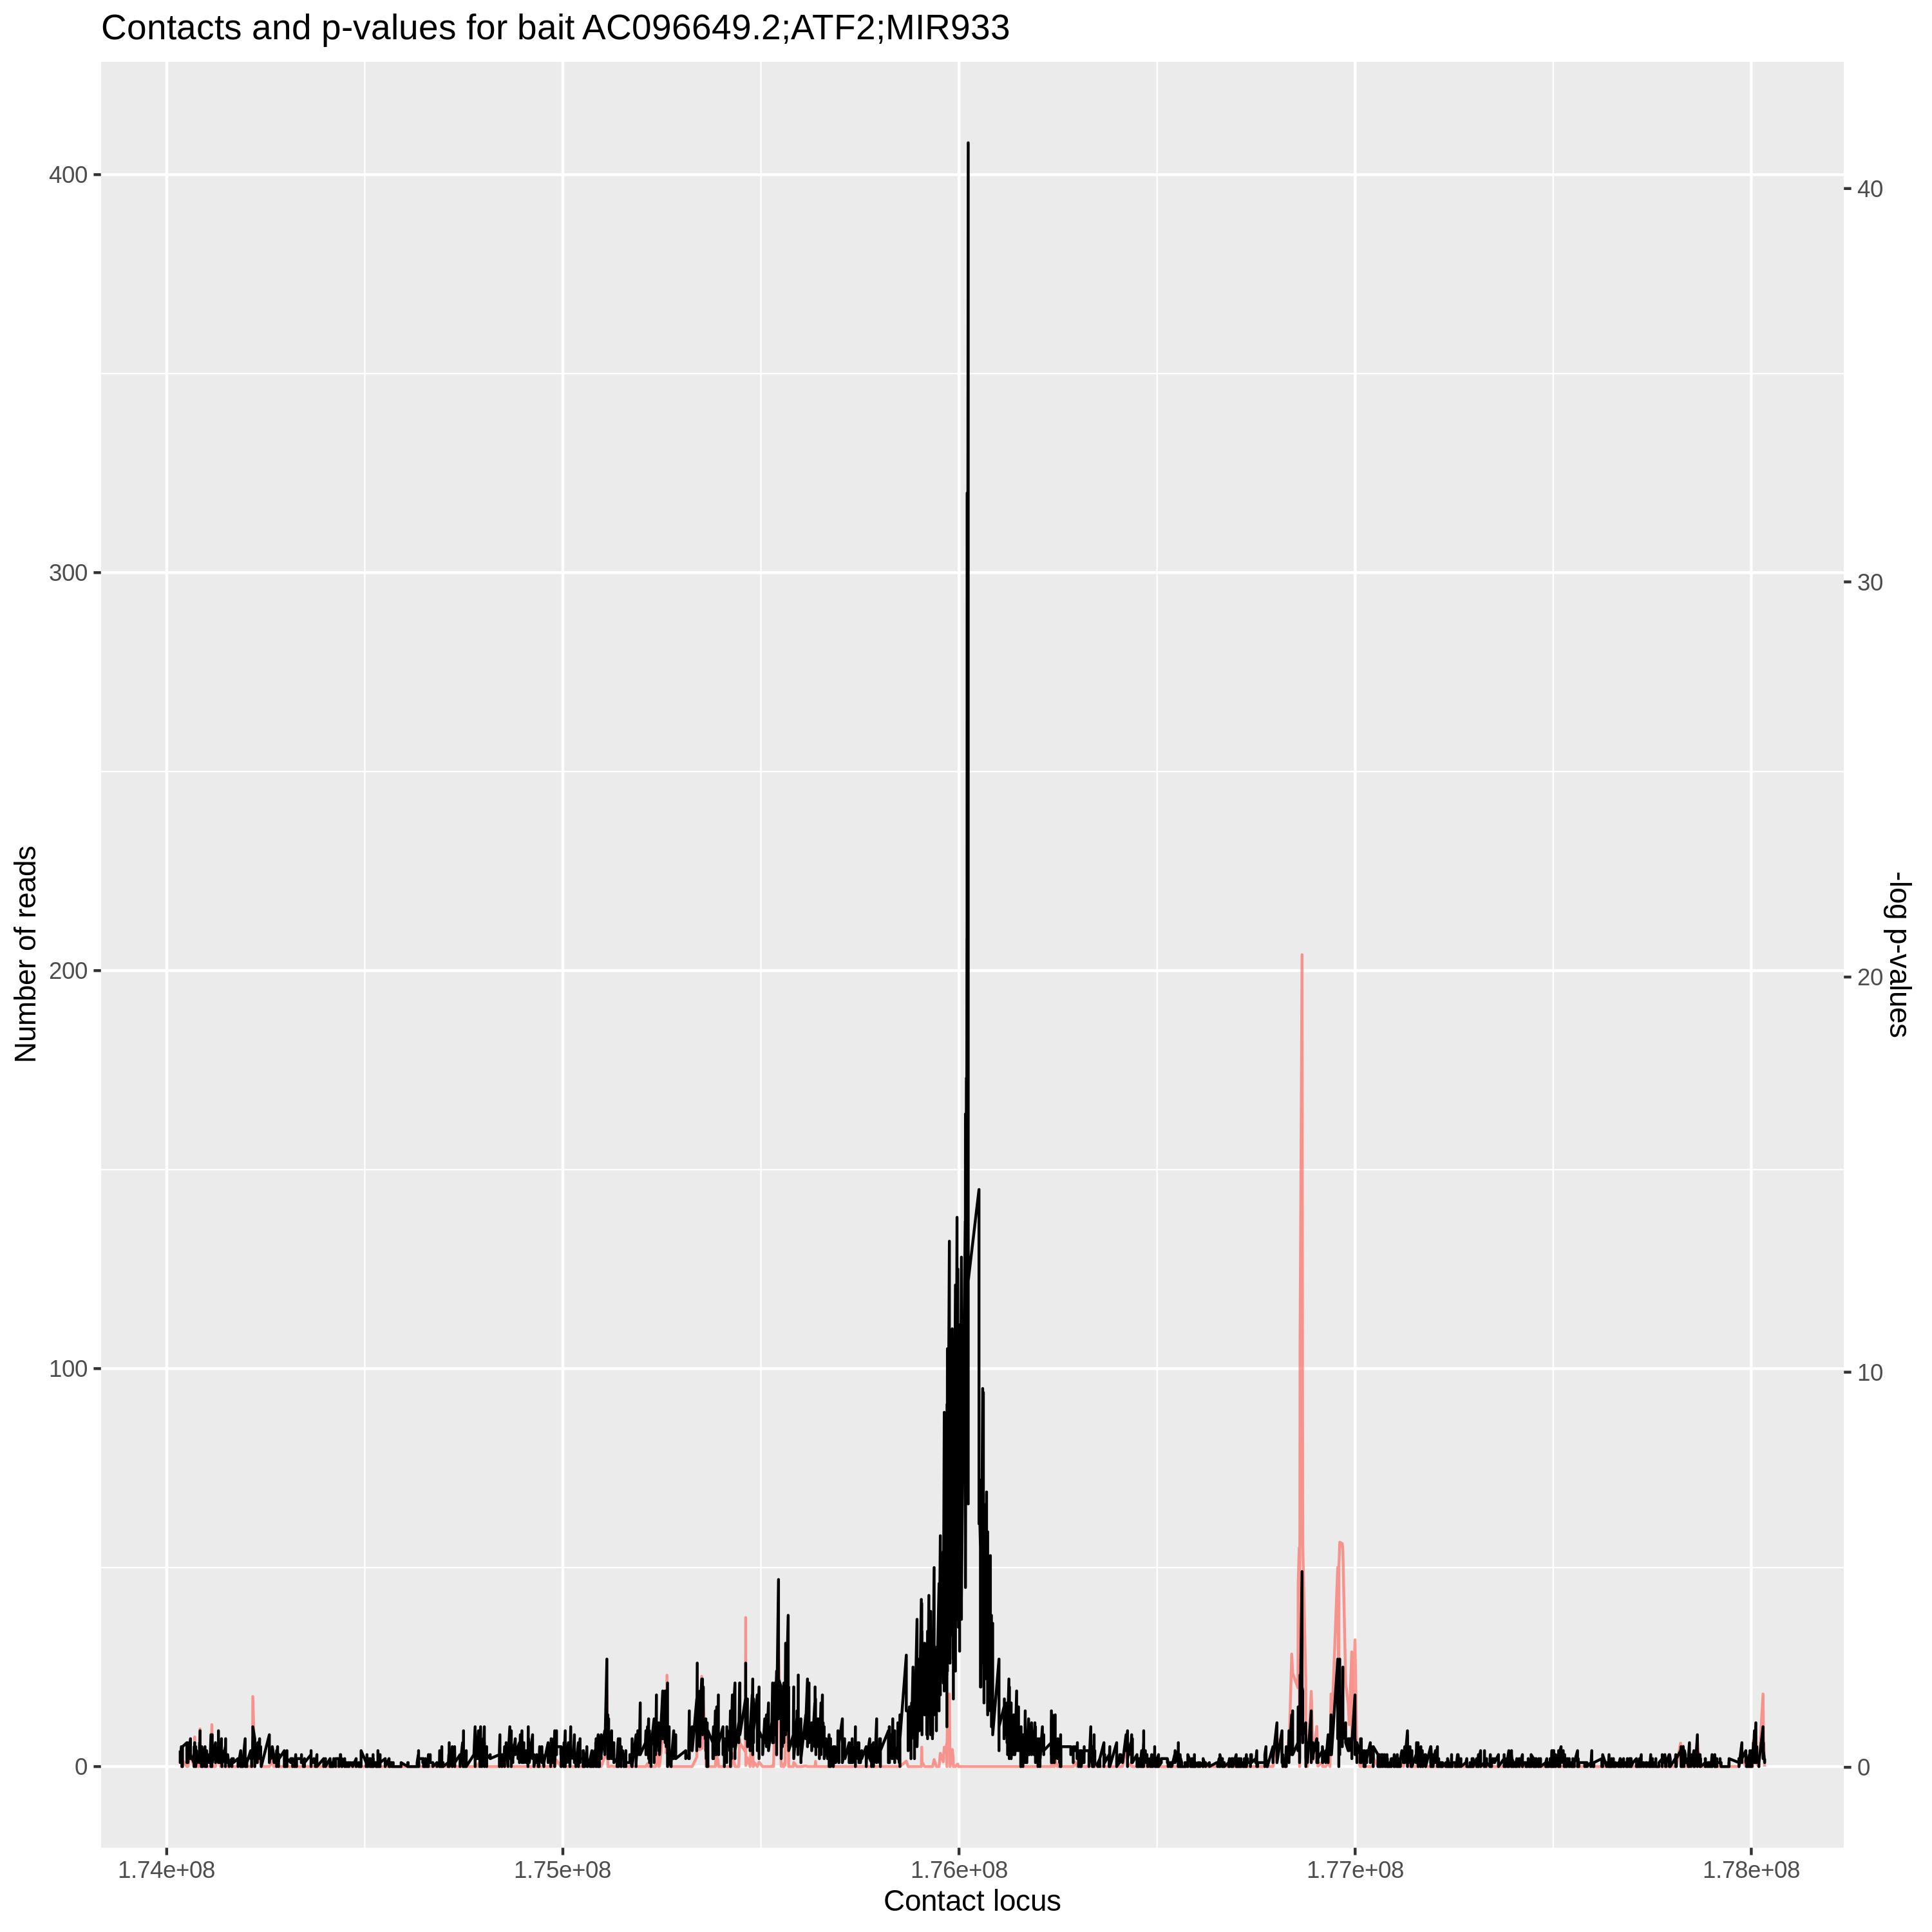 Contacts and p-values for bait AC096649.2;ATF2;MIR933
400
300
200
100
0
Number of reads
40
30
20
10
0
-log p-values
1.74e+08
1.75e+08
1.76e+08
1.77e+08
1.78e+08
Contact locus